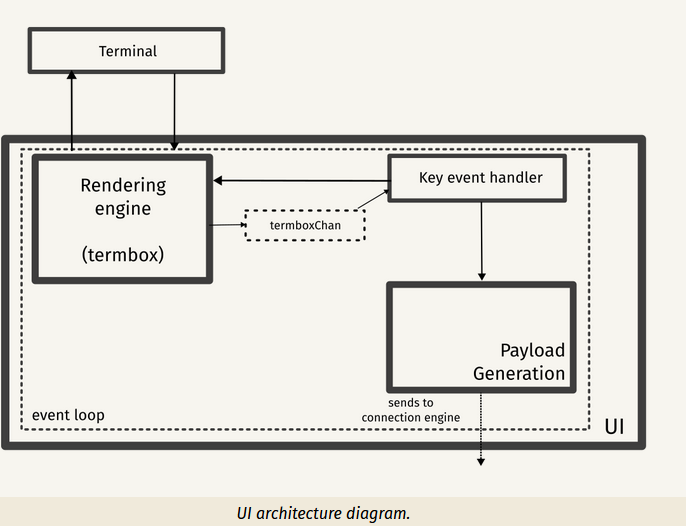 Terminal
Rendering
engine
(termbox)
Key event handler
termboxChan
Payload
Generation
sends to
connection engine
event loop
UI
UI architecture diagram.